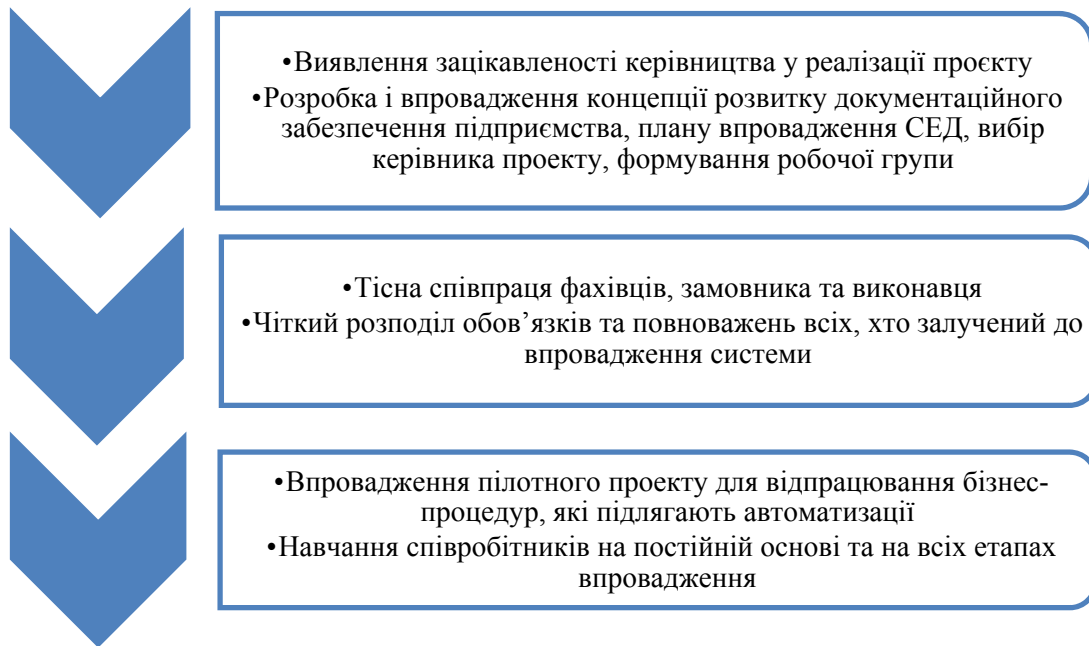 •Виявлення зацікавленості керівництва у реалізації проєкту
•Розробка і впровадження концепції розвитку документаційного
забезпечення підприємства, плану впровадження СЕД, вибір
керівника проекту, формування робочої групи
•Тісна співпраця фахівців, замовника та виконавця
•Чіткий розподіл обов’язків та повноважень всіх, хто залучений до
впровадження системи
•Впровадження пілотного проекту для відпрацювання бізнес-
процедур, які підлягають автоматизації
•Навчання співробітників на постійній основі та на всіх етапах
впровадження